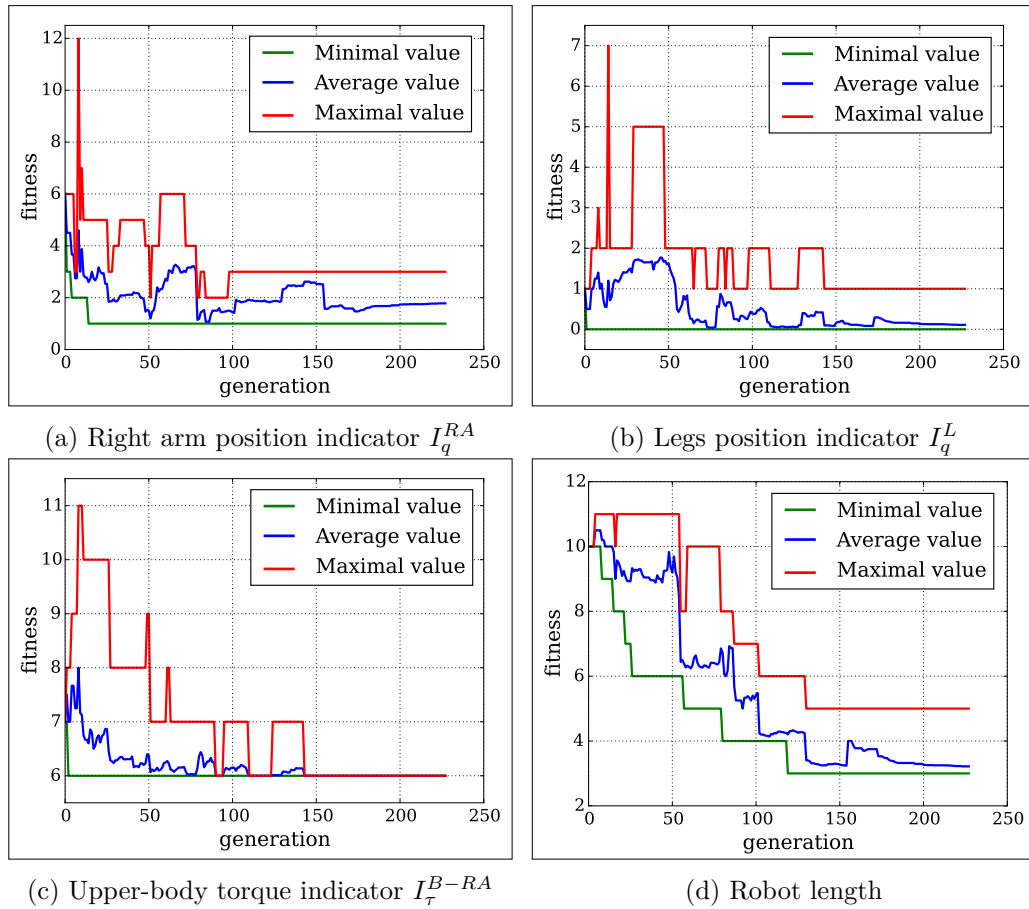 12
10
8
6
4
2
0
fitness
0
50
100
150
200
250
generation
Minimal value
Average value
Maximal value
(a) Right arm position indicator $I_q^{RA}$
7
6
5
4
3
2
1
0
fitness
0
50
100
150
200
250
generation
Minimal value
Average value
Maximal value
(b) Legs position indicator $I_q^{L}$
11
10
9
8
7
6
fitness
0
50
100
150
200
250
generation
Minimal value
Average value
Maximal value
(c) Upper-body torque indicator $I_\tau^{B-RA}$
12
10
8
6
4
2
fitness
0
50
100
150
200
250
generation
Minimal value
Average value
Maximal value
(d) Robot length